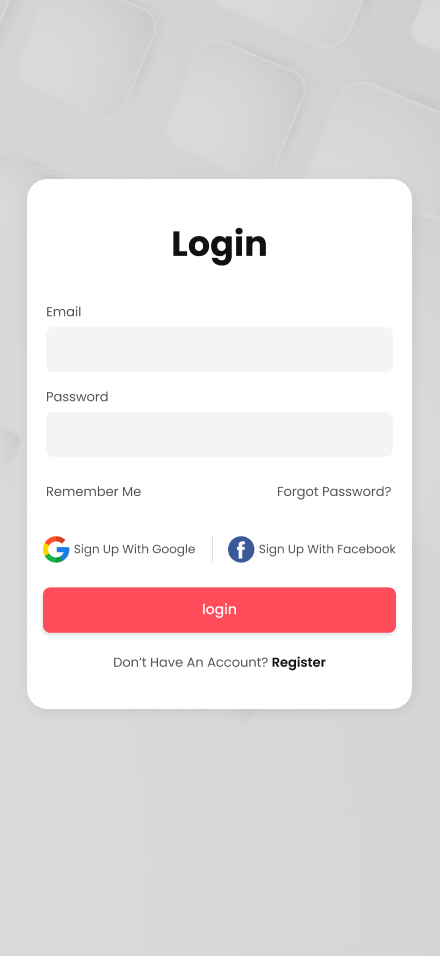 Login
Email
Password
Remember Me Forgot Password?
Sign Up With Google Sign Up With Facebook
login
Don’t Have An Account? Register